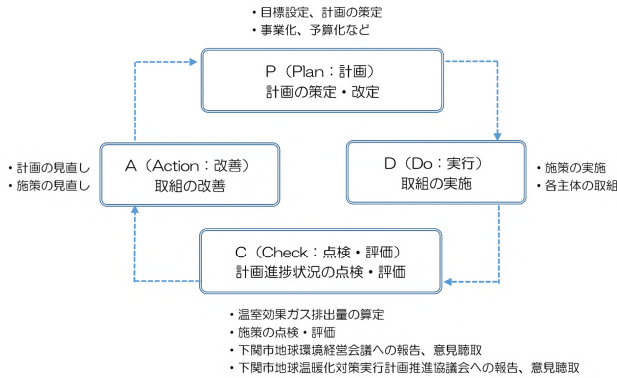 ・目標設定、計画の策定
・事業化、予算化など
P（Plan：計画）
計画の策定・改定
・計画の見直し
・施策の見直し
A（Action：改善）
取組の改善
D（Do：実行）
取組の実施
・施策の実施
・各主体の取組
C（Check：点検・評価）
計画進捗状況の点検・評価
・温室効果ガス排出量の算定
・施策の点検・評価
・下関市地球環境経営会議への報告、意見聴取
・下関市地球温暖化対策実行計画推進協議会への報告、意見聴取